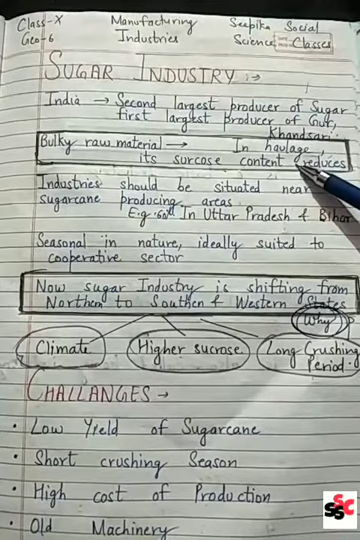 Class-X Manufacturing Deepika Social
Geo-6 Industries Science Classes
SUGAR INDUSTRY :→
India → Second largest producer of Sugar
first largest producer of Gur,
Khandsari.
Bulky raw material → In haulage,
its surcose content reduces
Industries should be situated near
sugarcane producing areas
E.g. 60% In Uttar Pradesh & Bihar
Seasonal in nature, ideally suited to
cooperative sector
Now sugar Industry is shifting from
Northern to Southern & Western States
Why
Climate Higher sucrose Long Crushing
Period.
CHALLANGES →
• Low Yield of Sugarcane
• Short crushing Season
• High cost of Production
• Old Machinery
SSC